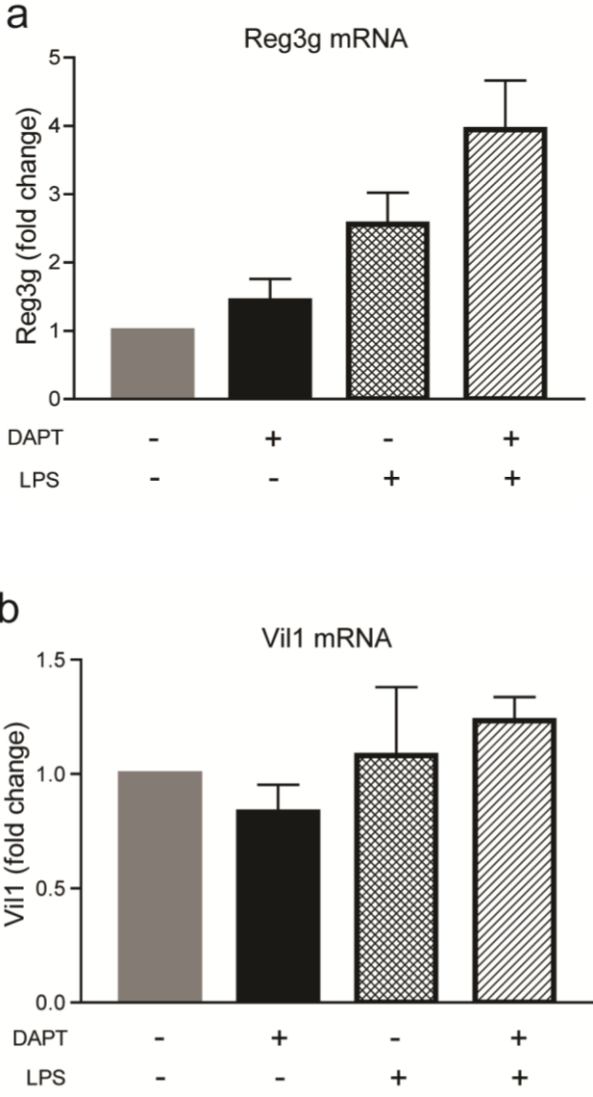 a
Reg3g mRNA
Reg3g (fold change)
5
4
3
2
1
0
DAPT - + - +
LPS - - + +
b
Vil1 mRNA
Vil1 (fold change)
1.5
1.0
0.5
0.0
DAPT - + - +
LPS - - + +